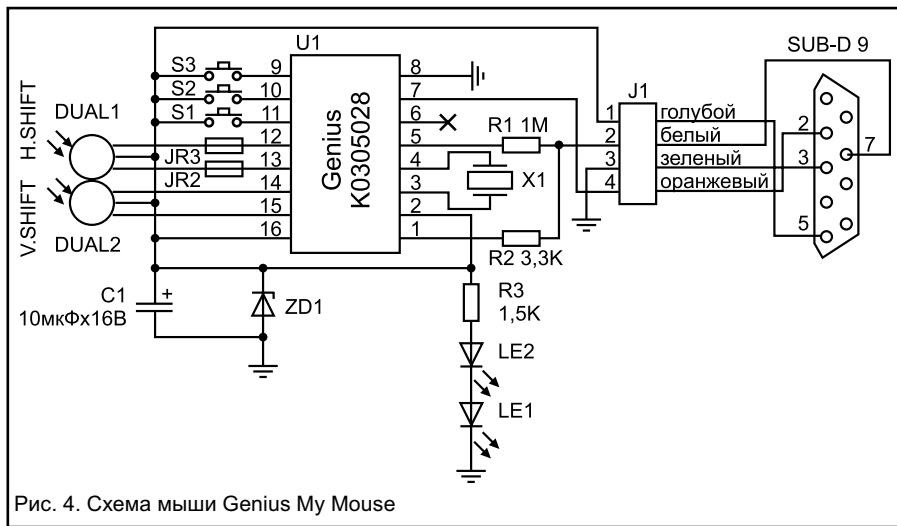 U1
SUB-D 9
S3
S2
S1
9
10
11
12
13
14
15
16
8
7
6
5
4
3
2
1
Genius
K0305028
H.SHIFT
V.SHIFT
DUAL1
DUAL2
JR3
JR2
R1 1M
X1
R2 3,3K
J1
1
2
3
4
голубой
белый
зеленый
оранжевый
2
3
5
7
C1
+
10мкФх16В
ZD1
R3
1,5K
LE2
LE1
Рис. 4. Схема мыши Genius My Mouse